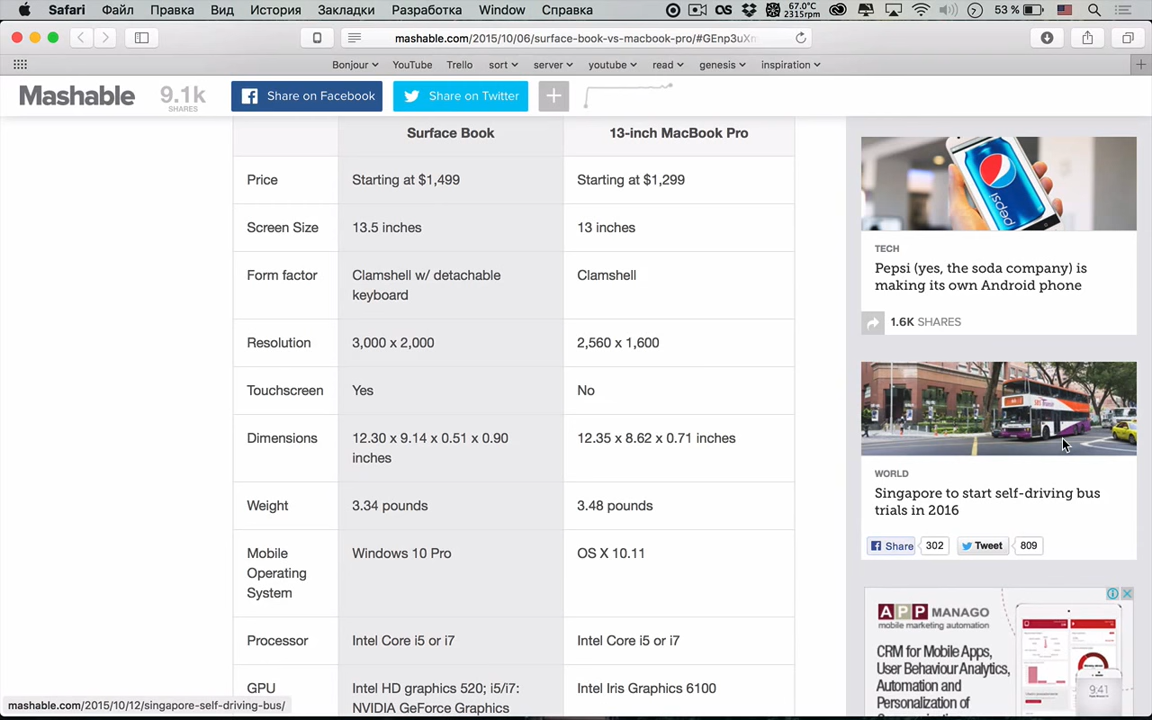 Safari Файл Правка Вид История Закладки Разработка Window Справка 67.0°C 2315rpm 53 %
mashable.com/2015/10/06/surface-book-vs-macbook-pro/#GEnp3uXn
Bonjour YouTube Trello sort server youtube read genesis inspiration
Mashable 9.1k SHARES Share on Facebook Share on Twitter
Surface Book 13-inch MacBook Pro
Price Starting at $1,499 Starting at $1,299
Screen Size 13.5 inches 13 inches
Form factor Clamshell w/ detachable keyboard Clamshell
Resolution 3,000 x 2,000 2,560 x 1,600
Touchscreen Yes No
Dimensions 12.30 x 9.14 x 0.51 x 0.90 inches 12.35 x 8.62 x 0.71 inches
Weight 3.34 pounds 3.48 pounds
Mobile Operating System Windows 10 Pro OS X 10.11
Processor Intel Core i5 or i7 Intel Core i5 or i7
GPU Intel HD graphics 520; i5/i7: NVIDIA GeForce Graphics Intel Iris Graphics 6100
pepsi
TECH
Pepsi (yes, the soda company) is
making its own Android phone
1.6K SHARES
WORLD
Singapore to start self-driving bus
trials in 2016
Share 302 Tweet 809
APP MANAGO
mobile marketing automation
CRM for Mobile Apps,
User Behaviour Analytics,
Automation and
Personalization of
9:41
mashable.com/2015/10/12/singapore-self-driving-bus/